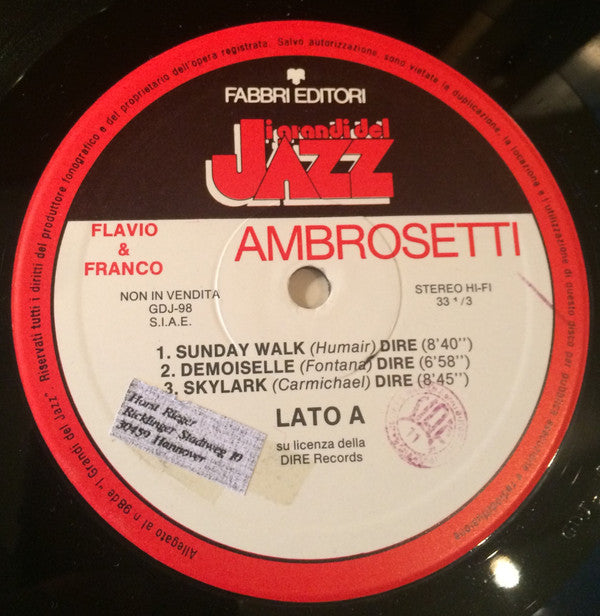 Riservati tutti i diritti del produttore fonografico e del proprietario dell'opera registrata. Salvo autorizzazione, sono vietate la duplicazione, la locazione e l'utilizzazione di questo disco per pubblica esecuzione e radiodiffusione
FABBRI EDITORI
i grandi del
JAZZ
FLAVIO
&
FRANCO
AMBROSETTI
NON IN VENDITA
GDJ-98
S.I.A.E.
STEREO HI-FI
33 1/3
1. SUNDAY WALK (Humair) DIRE (8'40'')
2. DEMOISELLE (Fontana) DIRE (6'58'')
3. SKYLARK (Carmichael) DIRE (8'45'')
Horst Rieger
Ricklinger Stadtweg 10
30459 Hannover
LATO A
su licenza della
DIRE Records
Allegato al n 98 de "I Grandi del Jazz".